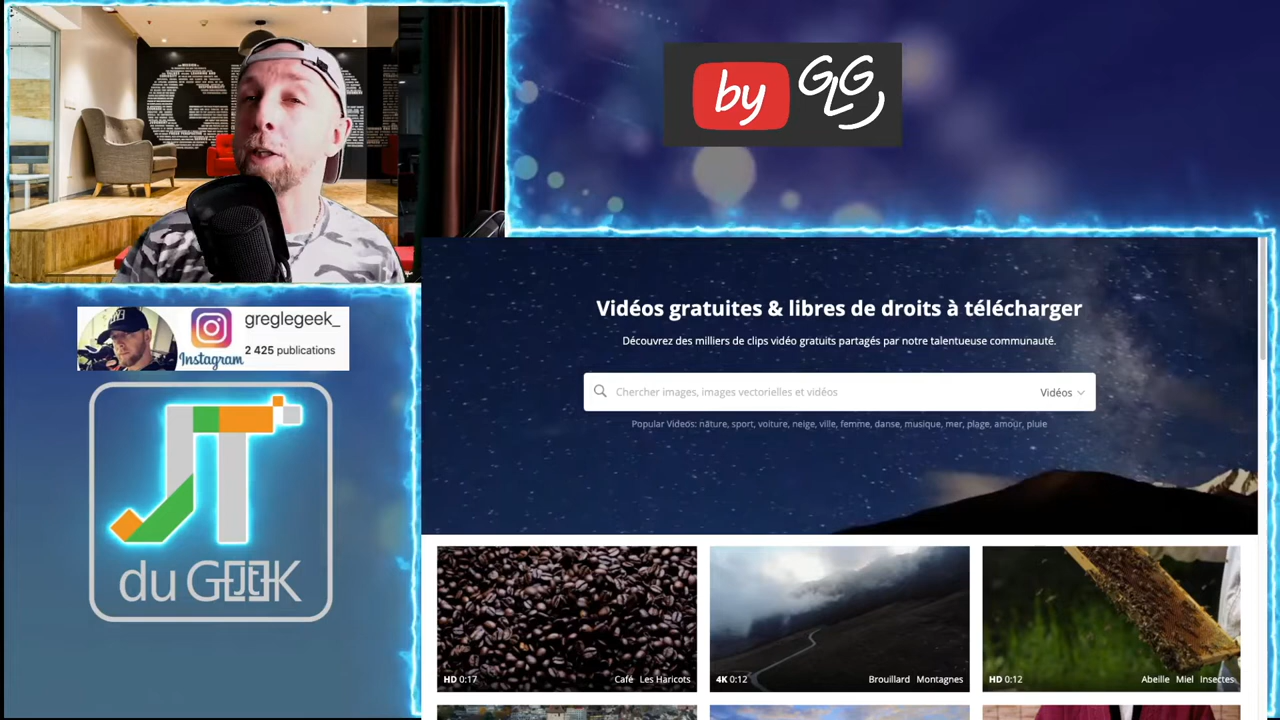 by GLG
greglegeek_
Instagram
2 425 publications
JT
du GEEK
Vidéos gratuites & libres de droits à télécharger
Découvrez des milliers de clips vidéo gratuits partagés par notre talentueuse communauté.
Chercher images, images vectorielles et vidéos
Vidéos
Popular Videos: nature, sport, voiture, neige, ville, femme, danse, musique, mer, plage, amour, pluie
HD 0:17
Café Les Haricots
4K 0:12
Brouillard Montagnes
HD 0:12
Abeille Miel Insectes